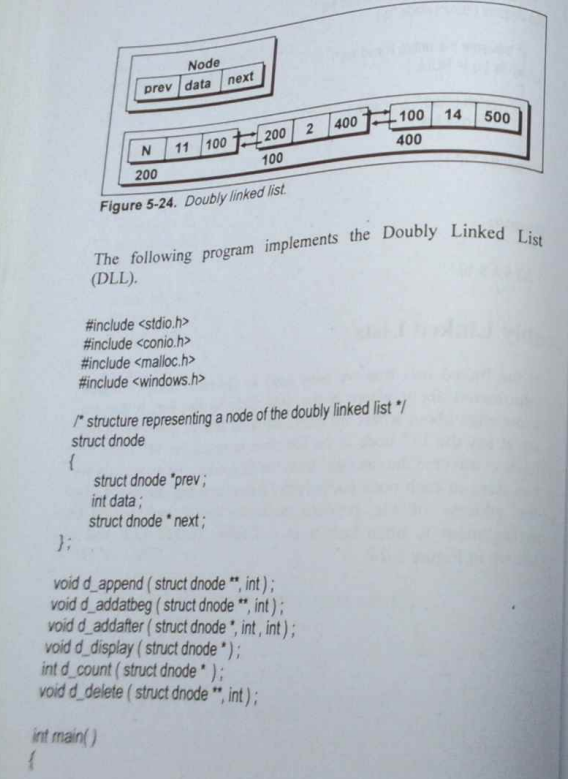 Node
prev data next
N 11 100 200 2 400 100 14 500
200 100 400
Figure 5-24. Doubly linked list.
The following program implements the Doubly Linked List
(DLL).
#include <stdio.h>
#include <conio.h>
#include <malloc.h>
#include <windows.h>
/* structure representing a node of the doubly linked list */
struct dnode
{
struct dnode *prev ;
int data ;
struct dnode * next ;
} ;
void d_append ( struct dnode **, int ) ;
void d_addatbeg ( struct dnode **, int ) ;
void d_addafter ( struct dnode *, int , int ) ;
void d_display ( struct dnode * ) ;
int d_count ( struct dnode * ) ;
void d_delete ( struct dnode **, int ) ;
int main( )
{